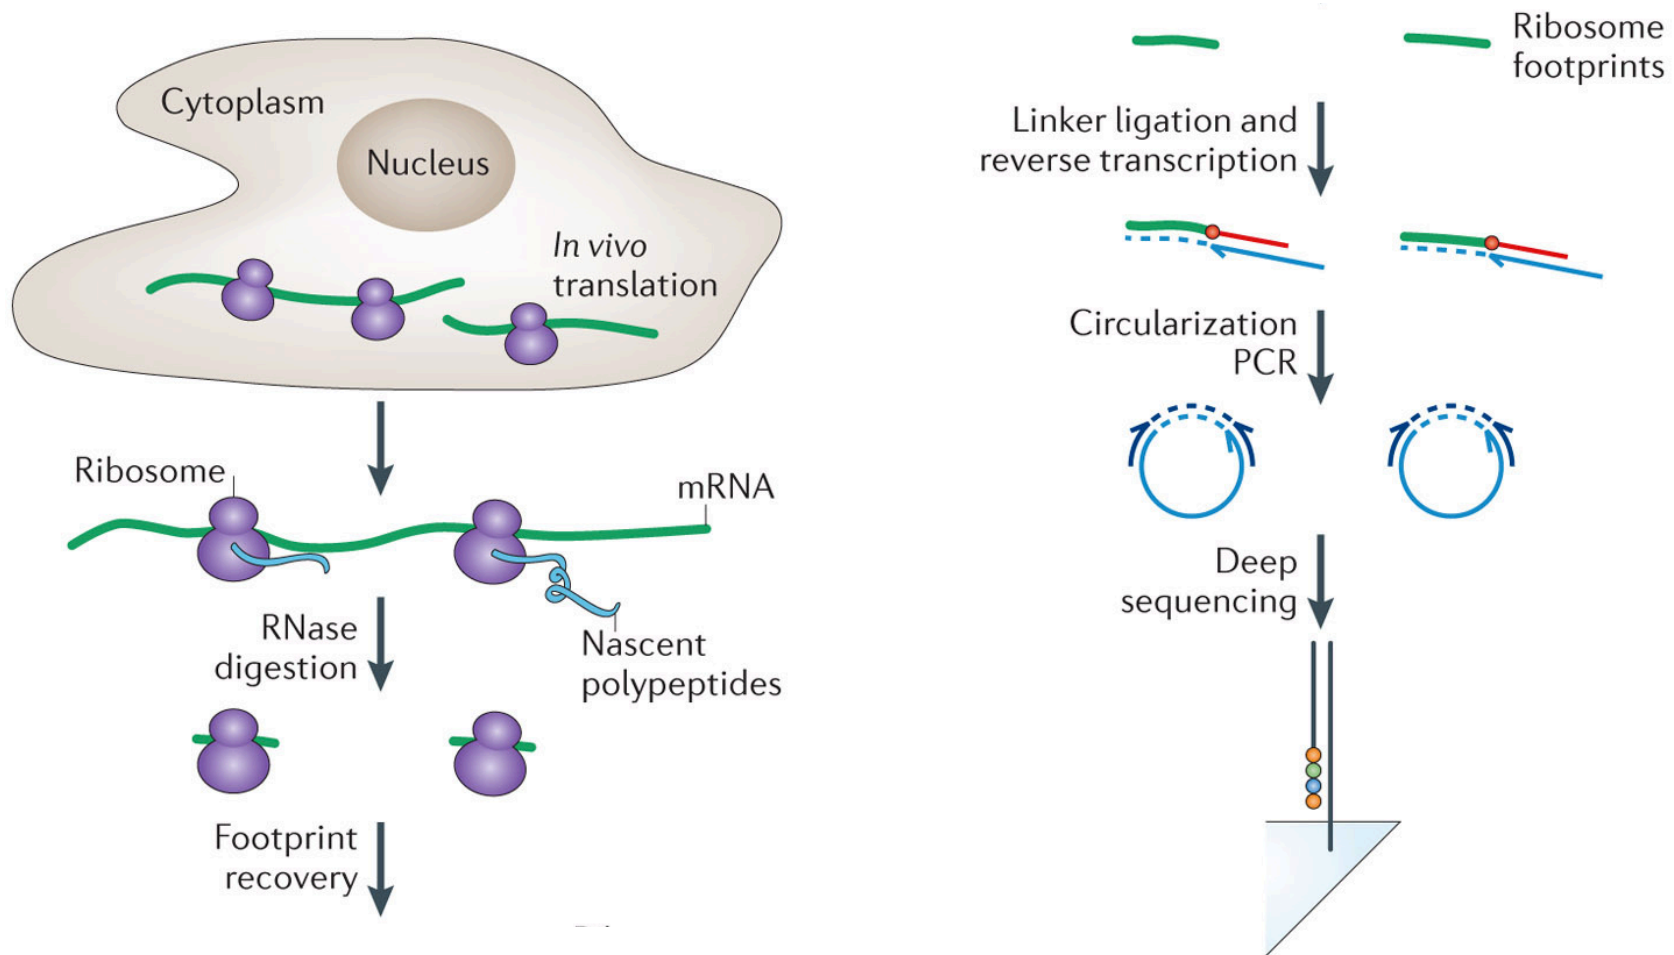 Cytoplasm
Nucleus
In vivo
translation
Ribosome
mRNA
RNase
digestion
Nascent
polypeptides
Footprint
recovery
Ribosome
footprints
Linker ligation and
reverse transcription
Circularization
PCR
Deep
sequencing